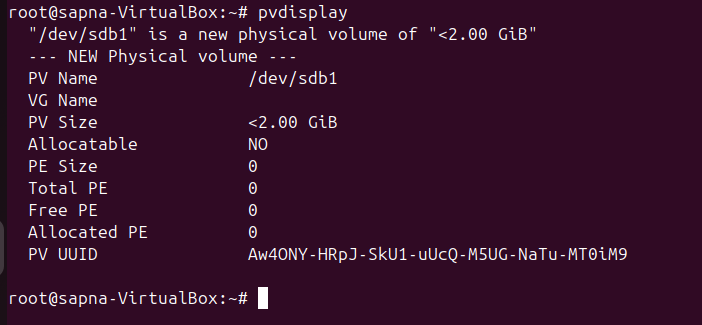 root@sapna-VirtualBox:~# pvdisplay
"/dev/sdb1" is a new physical volume of "<2.00 GiB"
--- NEW Physical volume ---
PV Name /dev/sdb1
VG Name
PV Size <2.00 GiB
Allocatable NO
PE Size 0
Total PE 0
Free PE 0
Allocated PE 0
PV UUID Aw4ONY-HRpJ-SkU1-uUcQ-M5UG-NaTu-MT0iM9
root@sapna-VirtualBox:~#